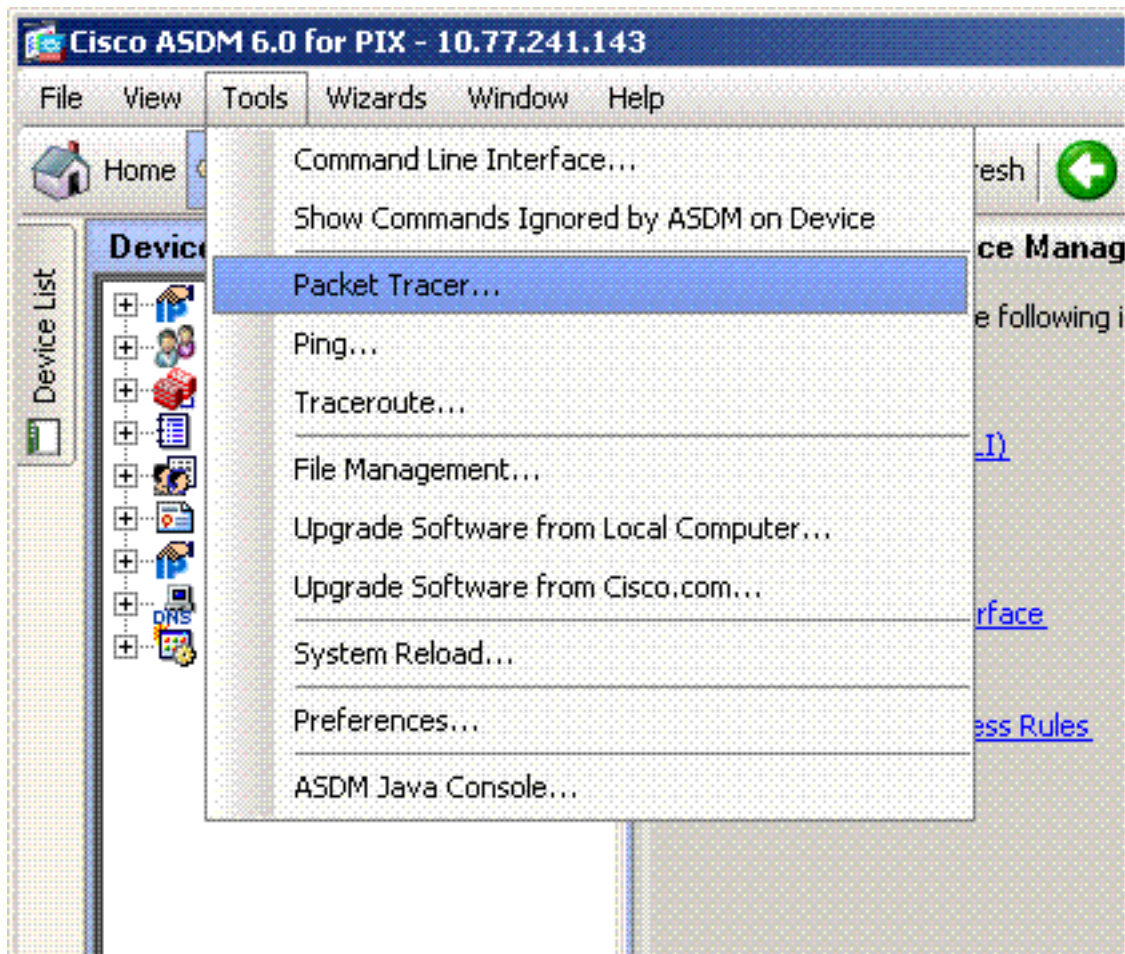 Cisco ASDM 6.0 for PIX - 10.77.241.143
File View Tools Wizards Window Help
Home
Device List
Command Line Interface...
Show Commands Ignored by ASDM on Device
Packet Tracer...
Ping...
Traceroute...
File Management...
Upgrade Software from Local Computer...
Upgrade Software from Cisco.com...
System Reload...
Preferences...
ASDM Java Console...
DNS
resh
ce Manag
e following i
LI)
rface
ess Rules